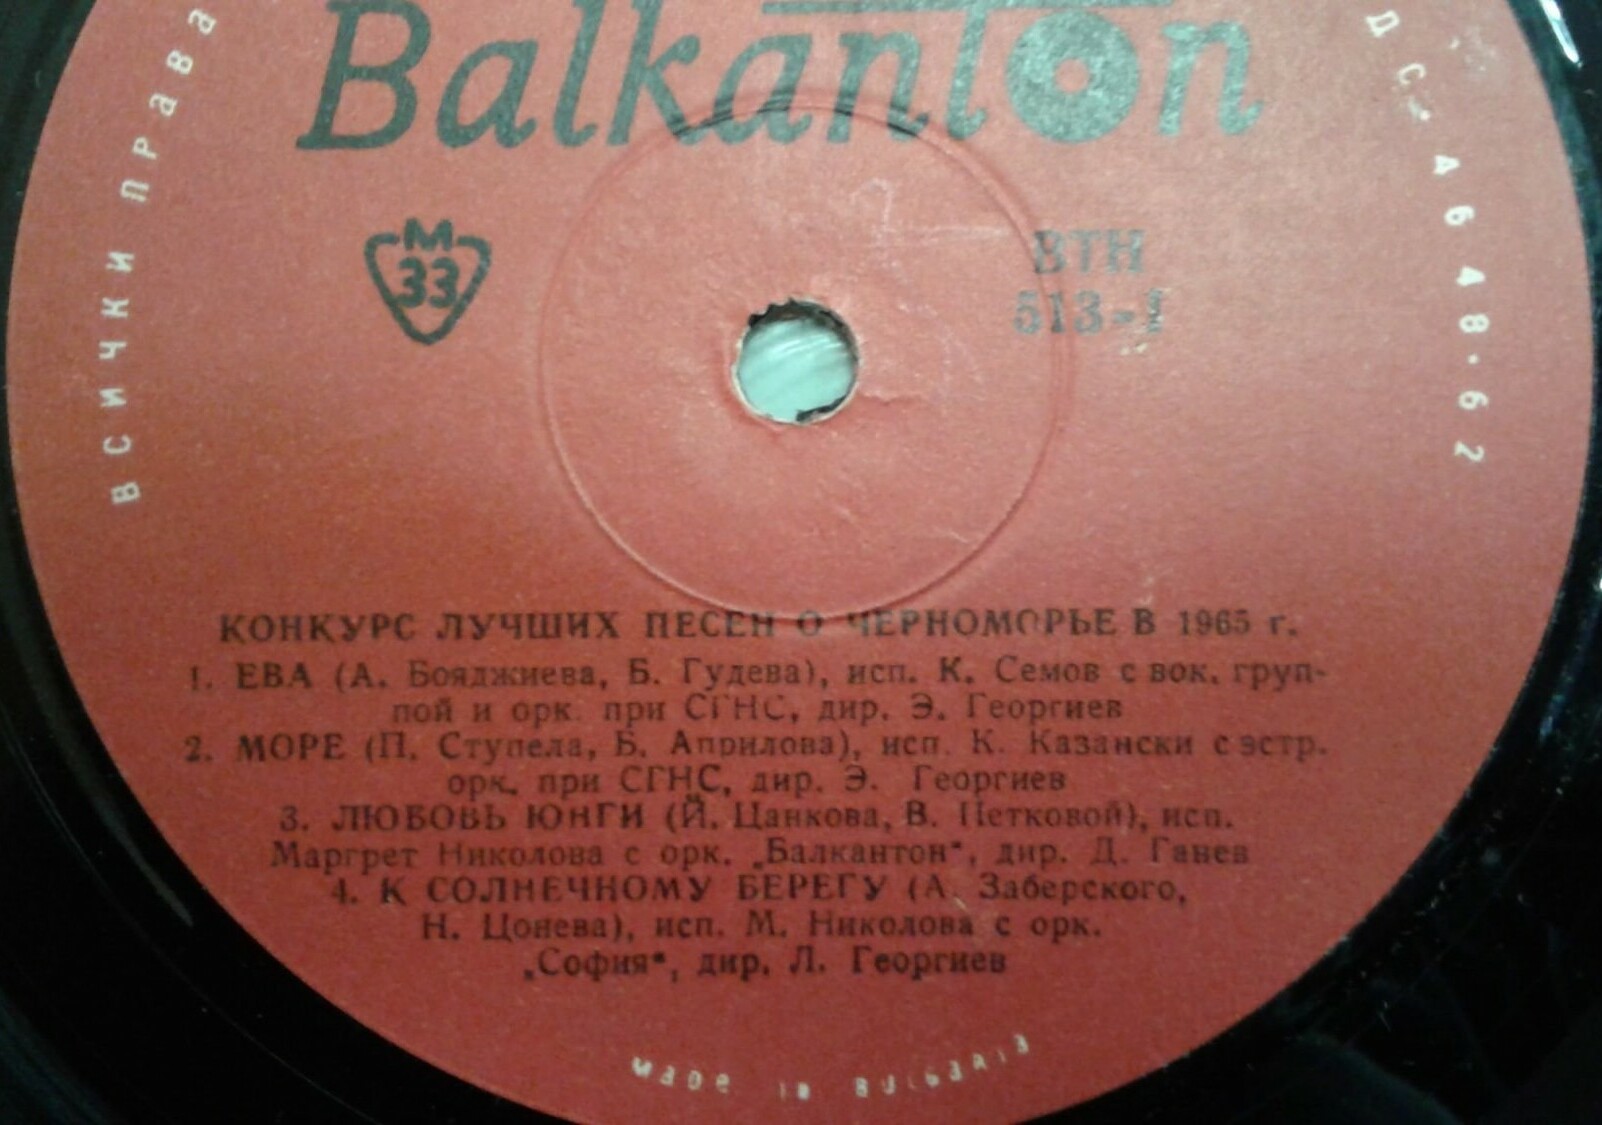 Balkanton
ВСИЧКИ ПРАВА
ДС. А 648.62
М
33
ВТН
513-1
КОНКУРС ЛУЧШИХ ПЕСЕН О ЧЕРНОМОРЬЕ В 1965 г.
1. ЕВА (А. Бояджиева, Б. Гудева), исп. К. Семов с вок. груп-
пой и орк. при СГНС, дир. Э. Георгиев
2. МОРЕ (П. Ступела, Б. Априлова), исп. К. Казански с эстр.
орк. при СГНС, дир. Э. Георгиев
3. ЛЮБОВЬ ЮНГИ (Й. Цанкова, В. Петковой), исп.
Маргрет Николова с орк. „Балкантон“, дир. Д. Ганев
4. К СОЛНЕЧНОМУ БЕРЕГУ (А. Заберского,
Н. Цонева), исп. М. Николова с орк.
„София“, дир. Л. Георгиев
MADE IN BULGARIA